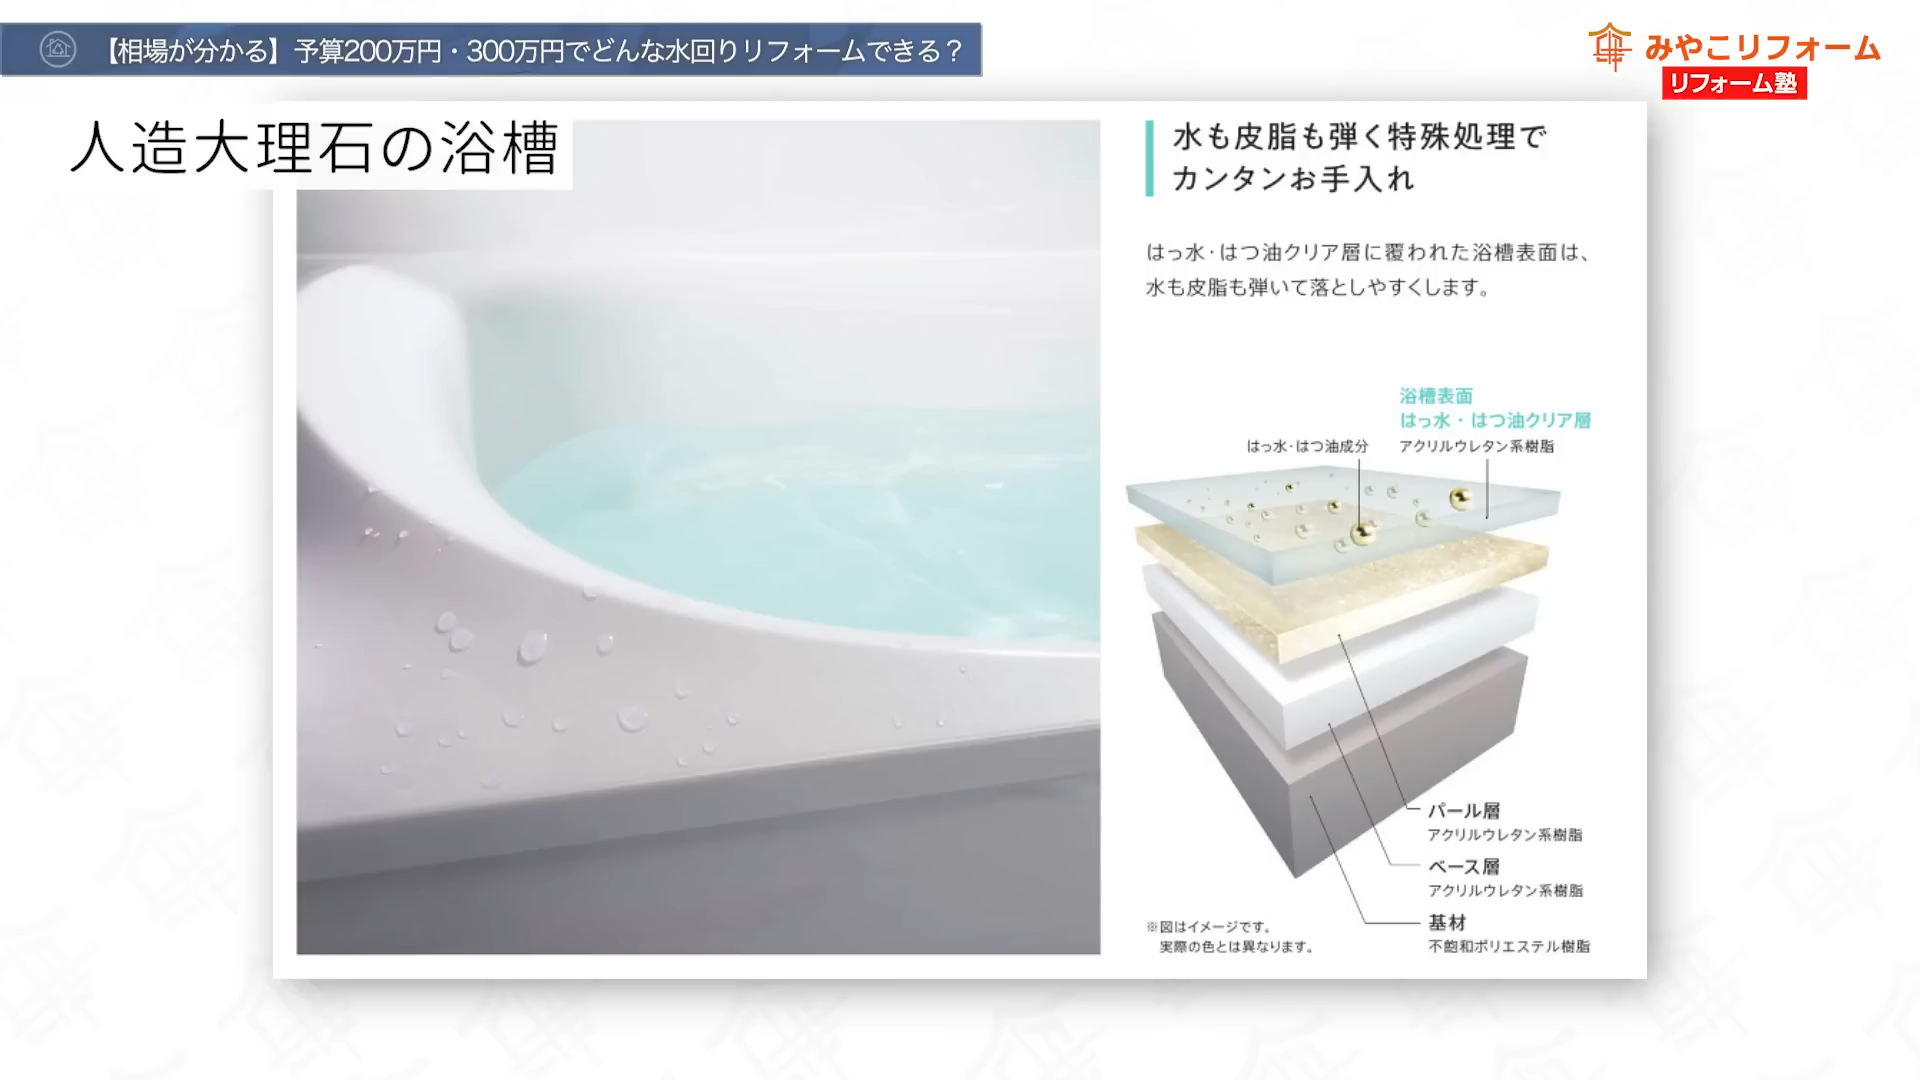 【相場が分かる】予算200万円・300万円でどんな水回りリフォームできる？
みやこリフォーム
リフォーム塾
人造大理石の浴槽
水も皮脂も弾く特殊処理で
カンタンお手入れ
はっ水・はつ油クリア層に覆われた浴槽表面は、
水も皮脂も弾いて落としやすくします。
浴槽表面
はっ水・はつ油クリア層
はっ水・はつ油成分
アクリルウレタン系樹脂
パール層
アクリルウレタン系樹脂
ベース層
アクリルウレタン系樹脂
基材
不飽和ポリエステル樹脂
※図はイメージです。
実際の色とは異なります。